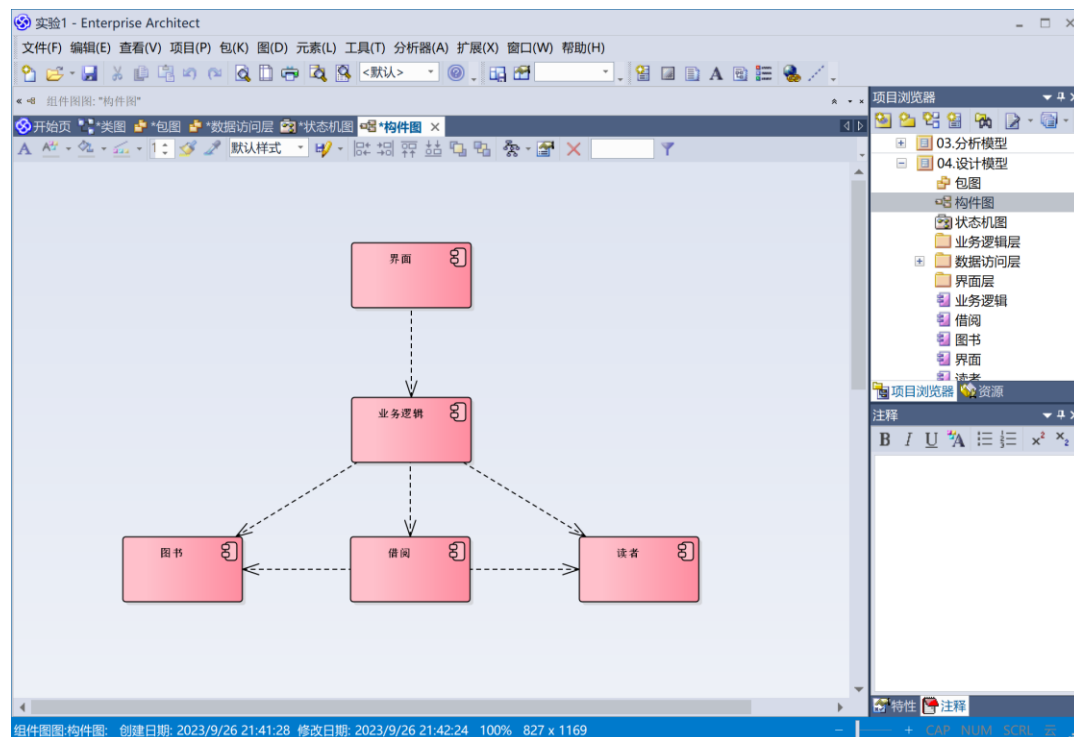 实验1 - Enterprise Architect
文件(F) 编辑(E) 查看(V) 项目(P) 包(K) 图(D) 元素(L) 工具(T) 分析器(A) 扩展(X) 窗口(W) 帮助(H)
<默认>
组件图图: "构件图"
开始页 *类图 *包图 *数据访问层 *状态机图 *构件图
1 默认样式
界面
业务逻辑
图书
借阅
读者
项目浏览器
03.分析模型
04.设计模型
包图
构件图
状态机图
业务逻辑层
数据访问层
界面层
业务逻辑
借阅
图书
界面
读者
项目浏览器 资源
注释
B I U A x² x₂
特性 注释
组件图图:构件图: 创建日期: 2023/9/26 21:41:28 修改日期: 2023/9/26 21:42:24 100% 827 x 1169
CAP NUM SCRL 云